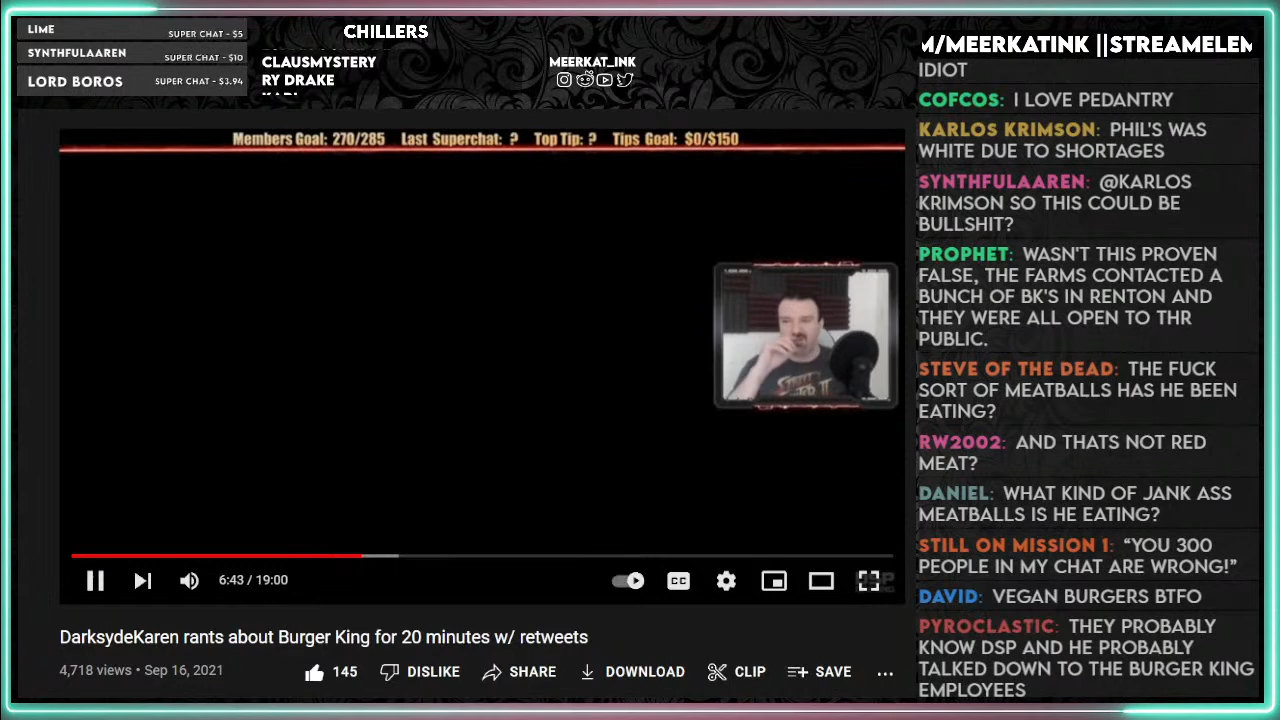 LIME SUPER CHAT - $5
SYNTHFULAAREN SUPER CHAT - $10
LORD BOROS SUPER CHAT - $3.94
CHILLERS
CLAUSMYSTERY
RY DRAKE
MEERKAT_INK
M/MEERKATINK ||STREAMELEM
IDIOT
COFCOS: I LOVE PEDANTRY
KARLOS KRIMSON: PHIL'S WAS
WHITE DUE TO SHORTAGES
SYNTHFULAAREN: @KARLOS
KRIMSON SO THIS COULD BE
BULLSHIT?
PROPHET: WASN'T THIS PROVEN
FALSE, THE FARMS CONTACTED A
BUNCH OF BK'S IN RENTON AND
THEY WERE ALL OPEN TO THR
PUBLIC.
STEVE OF THE DEAD: THE FUCK
SORT OF MEATBALLS HAS HE BEEN
EATING?
RW2002: AND THATS NOT RED
MEAT?
DANIEL: WHAT KIND OF JANK ASS
MEATBALLS IS HE EATING?
STILL ON MISSION 1: “YOU 300
PEOPLE IN MY CHAT ARE WRONG!”
DAVID: VEGAN BURGERS BTFO
PYROCLASTIC: THEY PROBABLY
KNOW DSP AND HE PROBABLY
TALKED DOWN TO THE BURGER KING
EMPLOYEES
Members Goal: 270/285 Last Superchat: ? Top Tip: ? Tips Goal: $0/$150
STREET
FIGHTER II
6:43 / 19:00
CC
DarksydeKaren rants about Burger King for 20 minutes w/ retweets
4,718 views • Sep 16, 2021
145 DISLIKE SHARE DOWNLOAD CLIP SAVE ...